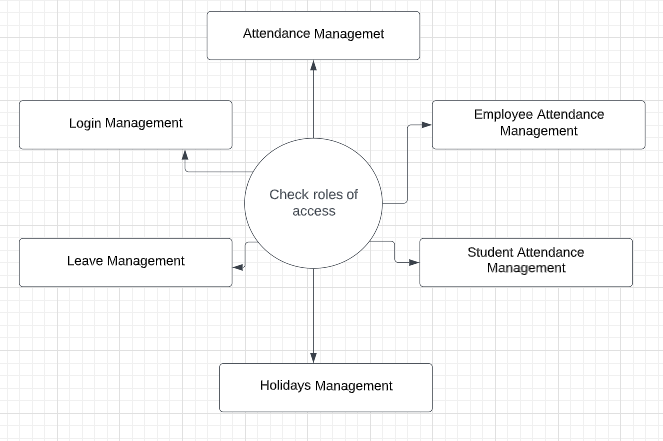 Attendance Managemet
Login Management
Employee Attendance
Management
Check roles of
access
Leave Management
Student Attendance
Management
Holidays Management